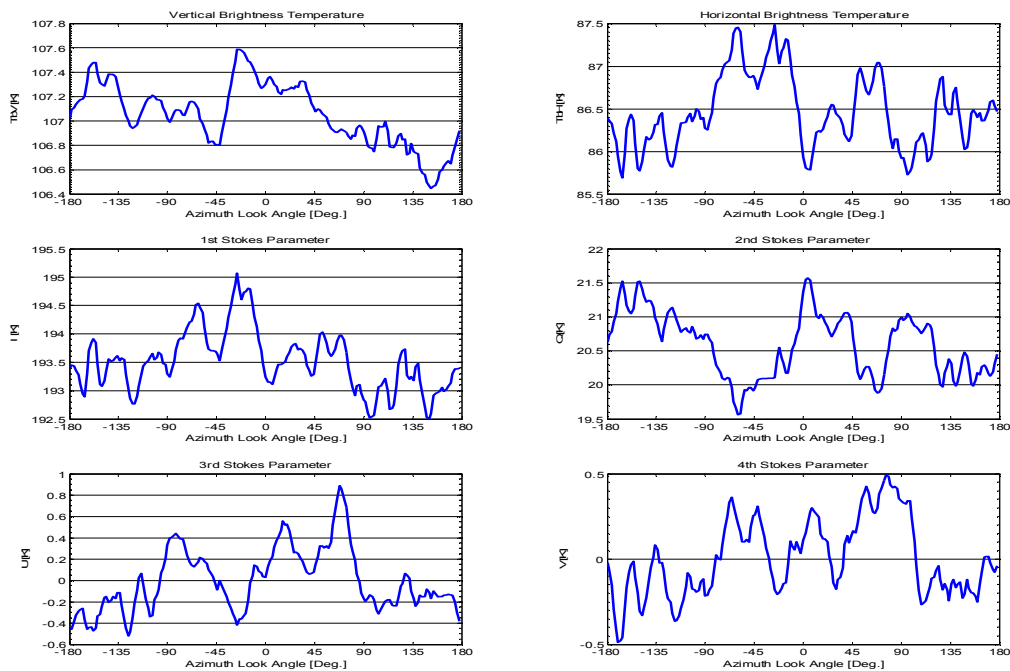 Vertical Brightness Temperature
107.8
107.6
107.4
107.2
107
106.8
106.6
106.4
TBV[K]
-180 -135 -90 -45 0 45 90 135 180
Azimuth Look Angle [Deg.]
Horizontal Brightness Temperature
87.5
87
86.5
86
85.5
TBH[K]
-180 -135 -90 -45 0 45 90 135 180
Azimuth Look Angle [Deg.]
1st Stokes Parameter
195.5
195
194.5
194
193.5
193
192.5
I [K]
-180 -135 -90 -45 0 45 90 135 180
Azimuth Look Angle [Deg.]
2nd Stokes Parameter
22
21.5
21
20.5
20
19.5
Q[K]
-180 -135 -90 -45 0 45 90 135 180
Azimuth Look Angle [Deg.]
3rd Stokes Parameter
1
0.8
0.6
0.4
0.2
0
-0.2
-0.4
-0.6
U[K]
-180 -135 -90 -45 0 45 90 135 180
Azimuth Look Angle [Deg.]
4th Stokes Parameter
0.5
0
-0.5
V[K]
-180 -135 -90 -45 0 45 90 135 180
Azimuth Look Angle [Deg.]